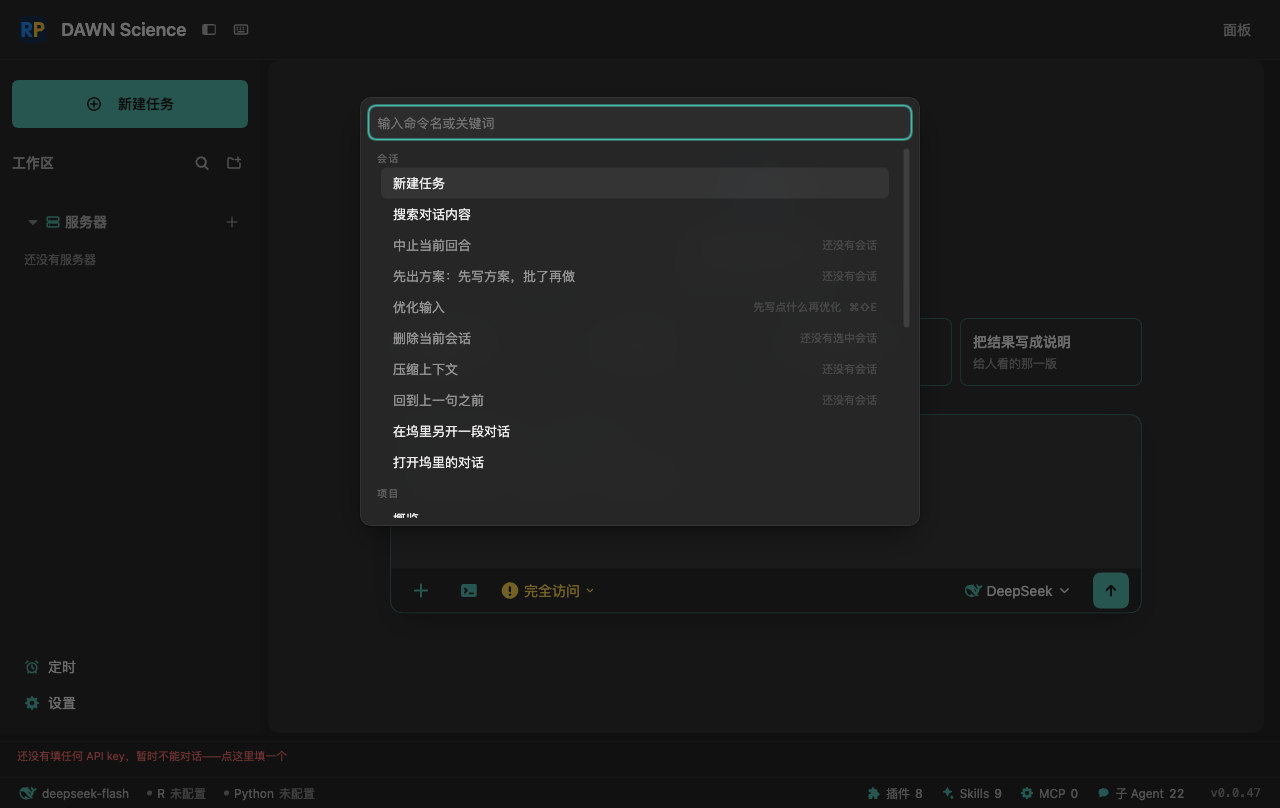 RP DAWN Science
面板
新建任务
工作区
服务器
还没有服务器
输入命令名或关键词
会话
新建任务
搜索对话内容
中止当前回合 还没有会话
先出方案：先写方案，批了再做 还没有会话
优化输入 先写点什么再优化 ⌘⇧E
删除当前会话 还没有选中会话
压缩上下文 还没有会话
回到上一句之前 还没有会话
在坞里另开一段对话
打开坞里的对话
项目
概览
把结果写成说明
给人看的那一版
完全访问
DeepSeek
定时
设置
还没有填任何 API key，暂时不能对话——点这里填一个
deepseek-flash R 未配置 Python 未配置 插件 8 Skills 9 MCP 0 子 Agent 22 v0.0.47